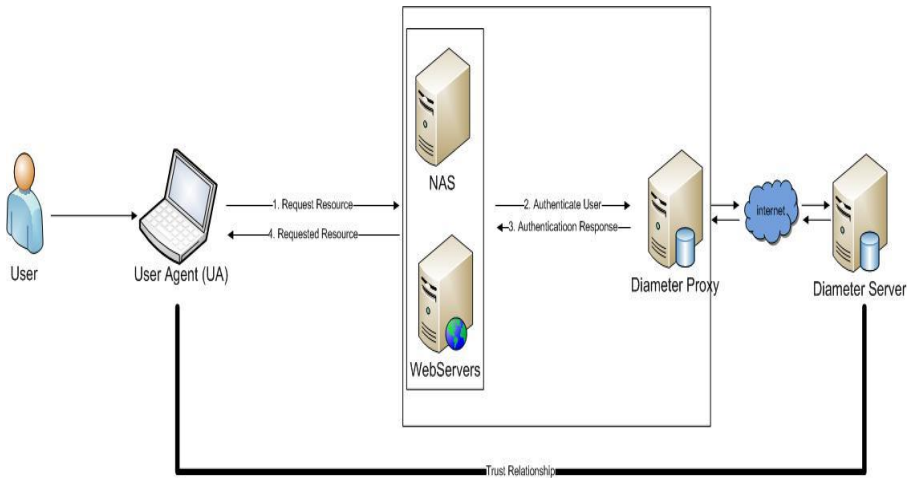 NAS
1. Request Resource
2. Authenticate User
internet
4. Requested Resource
3. Authenticatioon Response
User
User Agent (UA)
Diameter Proxy
Diameter Server
WebServers
Trust Relationship